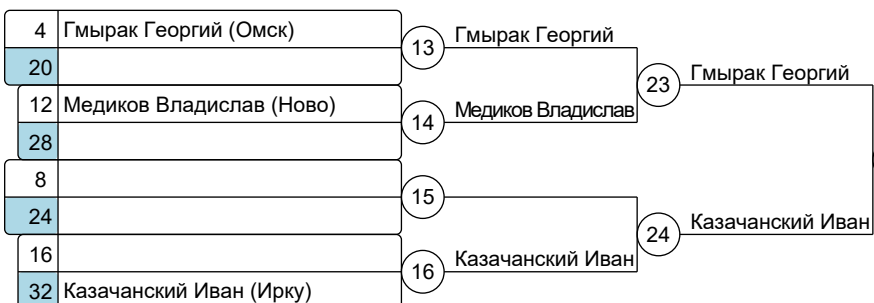 4 Гмырак Георгий (Омск)
20
13 Гмырак Георгий
12 Медиков Владислав (Ново)
28
14 Медиков Владислав
23 Гмырак Георгий
8
24
15
16
32 Казачанский Иван (Ирку)
16 Казачанский Иван
24 Казачанский Иван